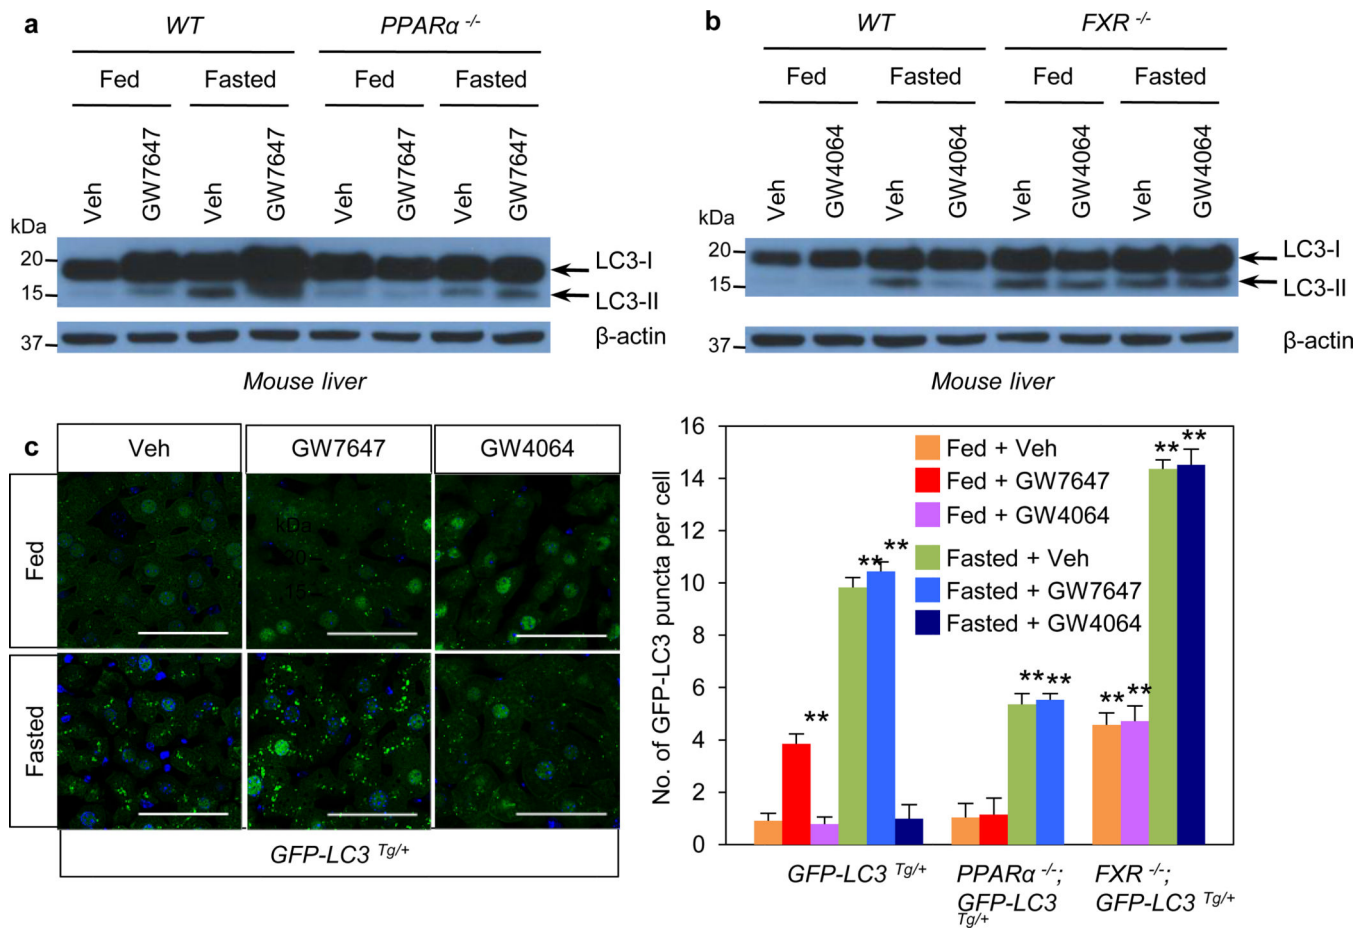 a
WT
PPARα -/-
Fed
Fasted
Fed
Fasted
Veh
GW7647
Veh
GW7647
Veh
GW7647
Veh
GW7647
kDa
20
15
37
LC3-I
LC3-II
β-actin
Mouse liver
b
WT
FXR -/-
Fed
Fasted
Fed
Fasted
Veh
GW4064
Veh
GW4064
Veh
GW4064
Veh
GW4064
kDa
20
15
37
LC3-I
LC3-II
β-actin
Mouse liver
c
Veh
GW7647
GW4064
Fed
kDa
20
15
Fasted
GFP-LC3 Tg/+
No. of GFP-LC3 puncta per cell
16
14
12
10
8
6
4
2
0
Fed + Veh
Fed + GW7647
Fed + GW4064
Fasted + Veh
Fasted + GW7647
Fasted + GW4064
**
**
**
**
**
**
**
**
**
GFP-LC3 Tg/+
PPARα -/-;
GFP-LC3
Tg/+
FXR -/-;
GFP-LC3 Tg/+